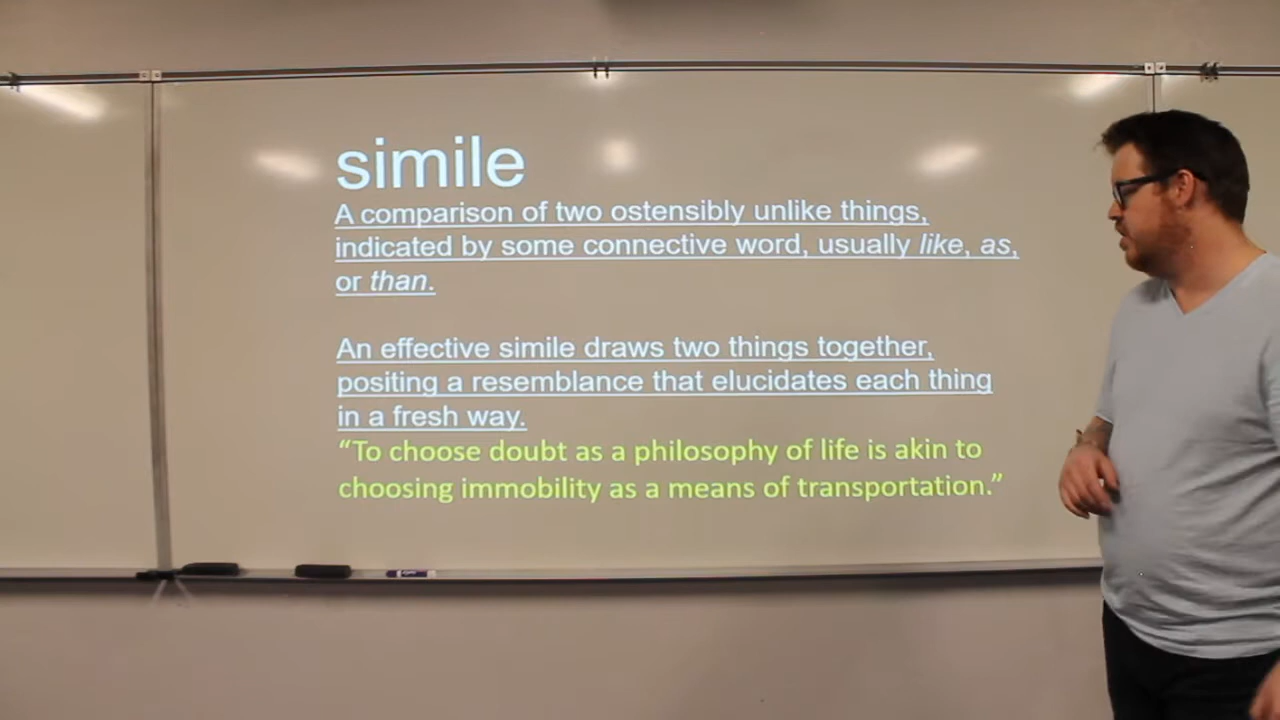 simile
A comparison of two ostensibly unlike things,
indicated by some connective word, usually like, as,
or than.
An effective simile draws two things together,
positing a resemblance that elucidates each thing
in a fresh way.
“To choose doubt as a philosophy of life is akin to
choosing immobility as a means of transportation.”